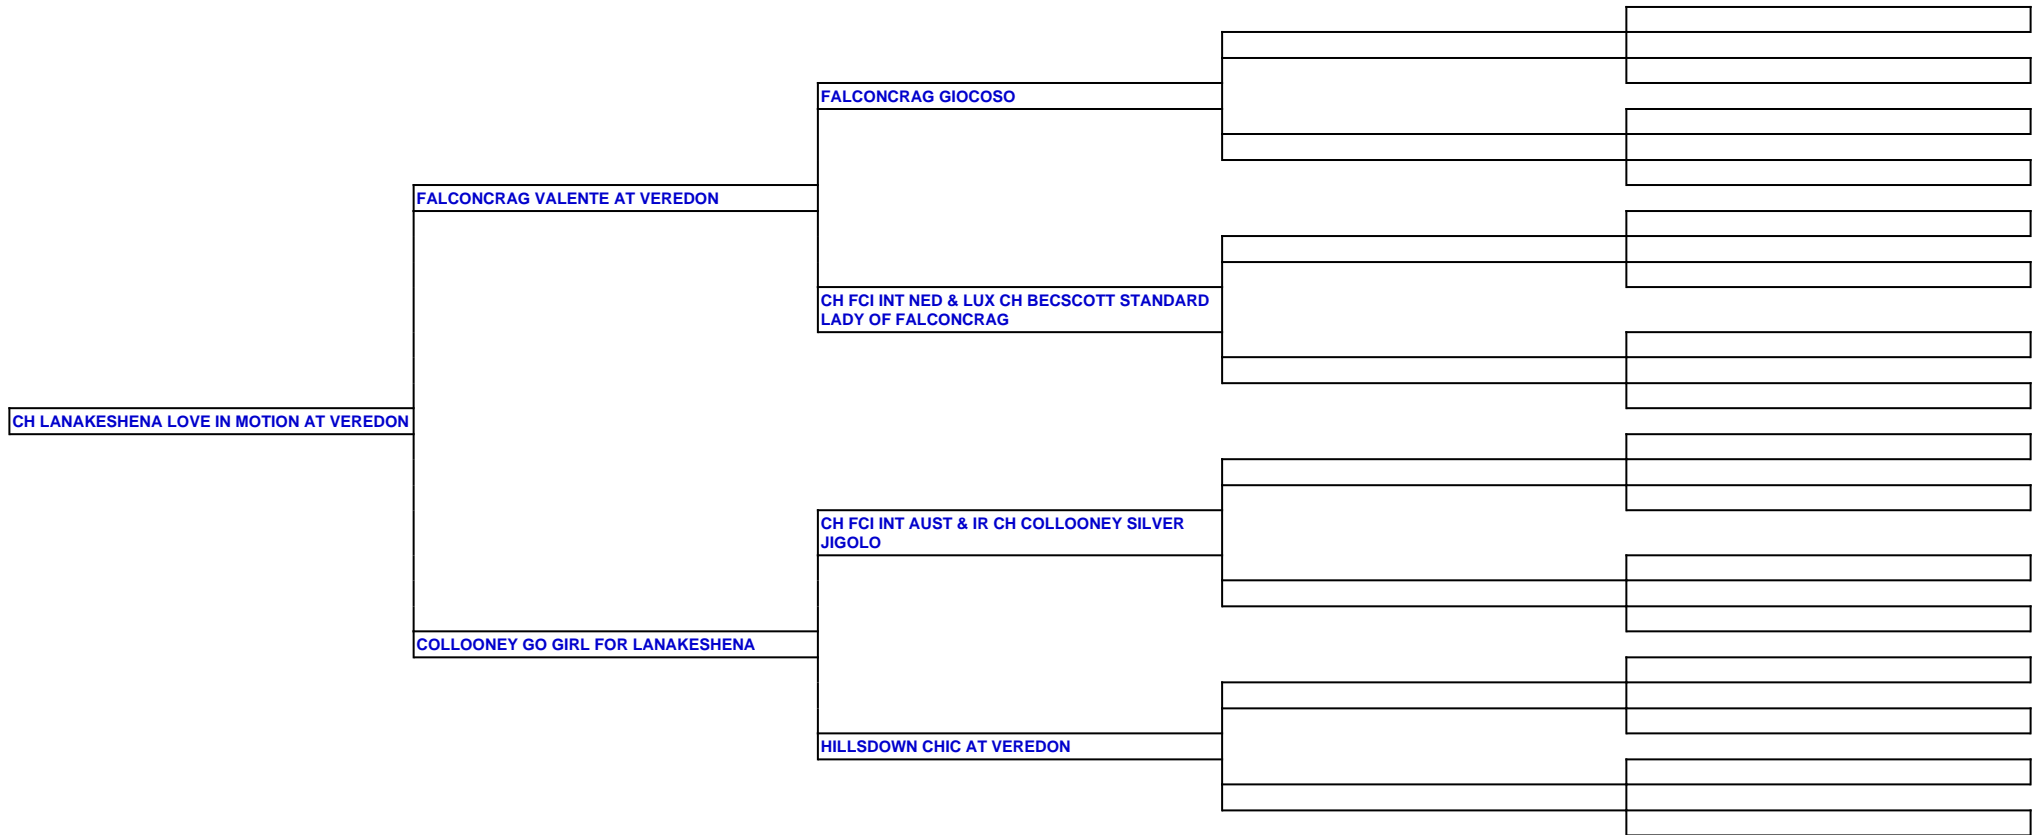 FALCONCRAG GIOCOSO
FALCONCRAG VALENTE AT VEREDON
CH FCI INT NED & LUX CH BECSCOTT STANDARD
LADY OF FALCONCRAG
CH LANAKESHENA LOVE IN MOTION AT VEREDON
CH FCI INT AUST & IR CH COLLOONEY SILVER
JIGOLO
COLLOONEY GO GIRL FOR LANAKESHENA
HILLSDOWN CHIC AT VEREDON